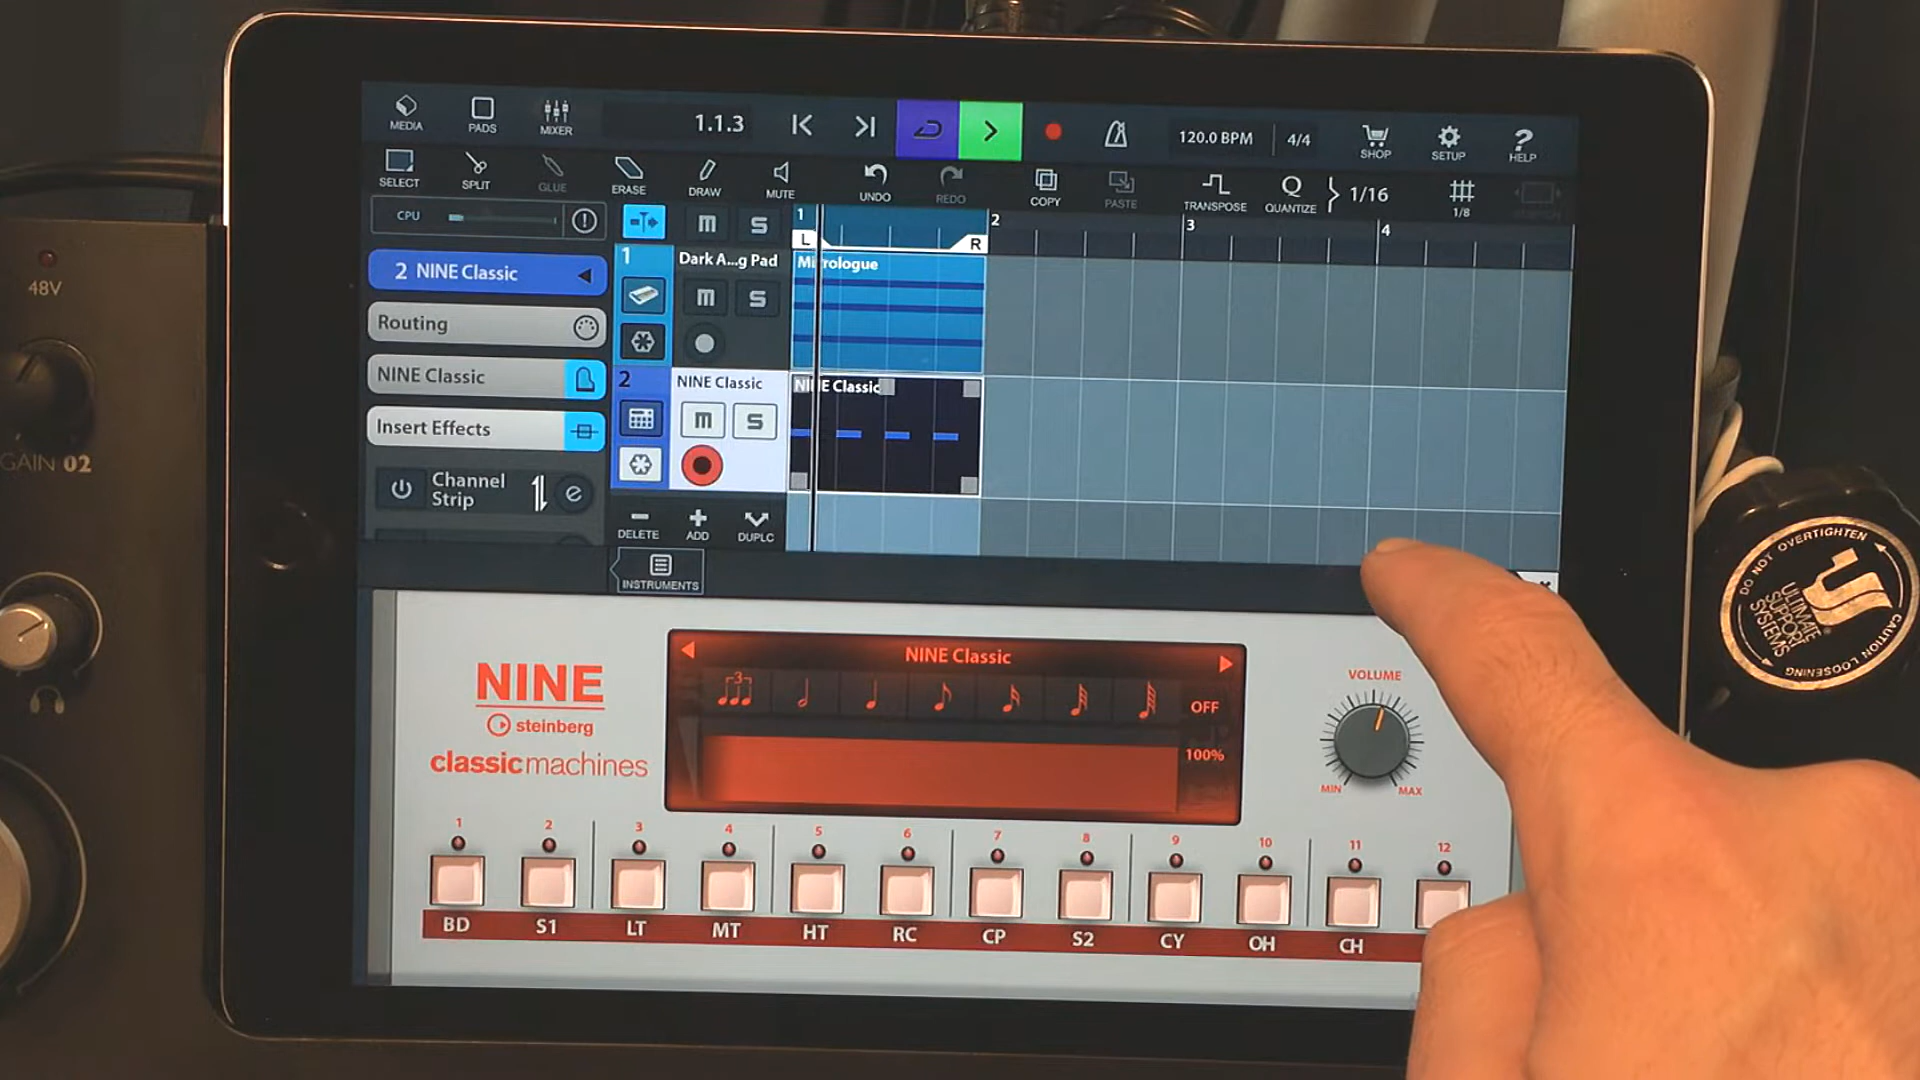 MEDIA
PADS
MIXER
1.1.3
120.0 BPM
4/4
SHOP
SETUP
? HELP
SELECT
SPLIT
GLUE
ERASE
DRAW
MUTE
UNDO
REDO
COPY
PASTE
TRANSPOSE
Q QUANTIZE
1/16
1/8
CPU
m S
1 2 3 4
L R
2 NINE Classic
Routing
NINE Classic
Insert Effects
Channel
Strip
e
1
Dark A...g Pad
m S
2
NINE Classic
m S
NINE Classic
DELETE
ADD
DUPLC
INSTRUMENTS
NINE
steinberg
classicmachines
NINE Classic
3
OFF
100%
VOLUME
MIN MAX
1 2 3 4 5 6 7 8 9 10 11 12
BD S1 LT MT HT RC CP S2 CY OH CH
48V
GAIN 02
DO NOT OVERTIGHTEN
CAUTION LOOSENING
ULTIMATE
SUPPORT
SYSTEMS